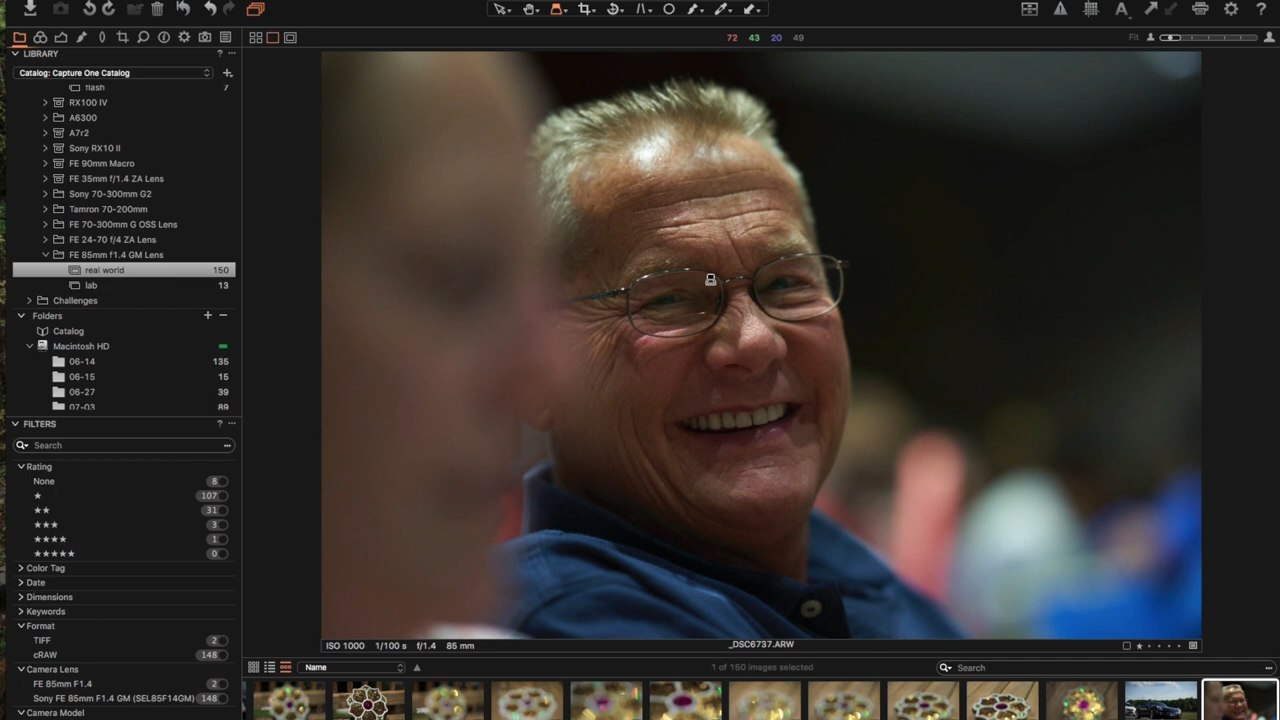 72 43 20 49
Fit
LIBRARY ? ...
Catalog: Capture One Catalog
flash 7
RX100 IV
A6300
A7r2
Sony RX10 II
FE 90mm Macro
FE 35mm f/1.4 ZA Lens
Sony 70-300mm G2
Tamron 70-200mm
FE 70-300mm G OSS Lens
FE 24-70 f/4 ZA Lens
FE 85mm f1.4 GM Lens
real world 150
lab 13
Challenges
Folders
Catalog
Macintosh HD
06-14 135
06-15 15
06-27 39
07-03 89
FILTERS ? ...
Search
Rating
None 8
★ 107
★★ 31
★★★ 3
★★★★ 1
★★★★★ 0
Color Tag
Date
Dimensions
Keywords
Format
TIFF 2
cRAW 148
Camera Lens
FE 85mm F1.4 2
Sony FE 85mm F1.4 GM (SEL85F14GM) 148
Camera Model
ISO 1000 1/100 s f/1.4 85 mm
_DSC6737.ARW
Name
1 of 150 images selected
Search